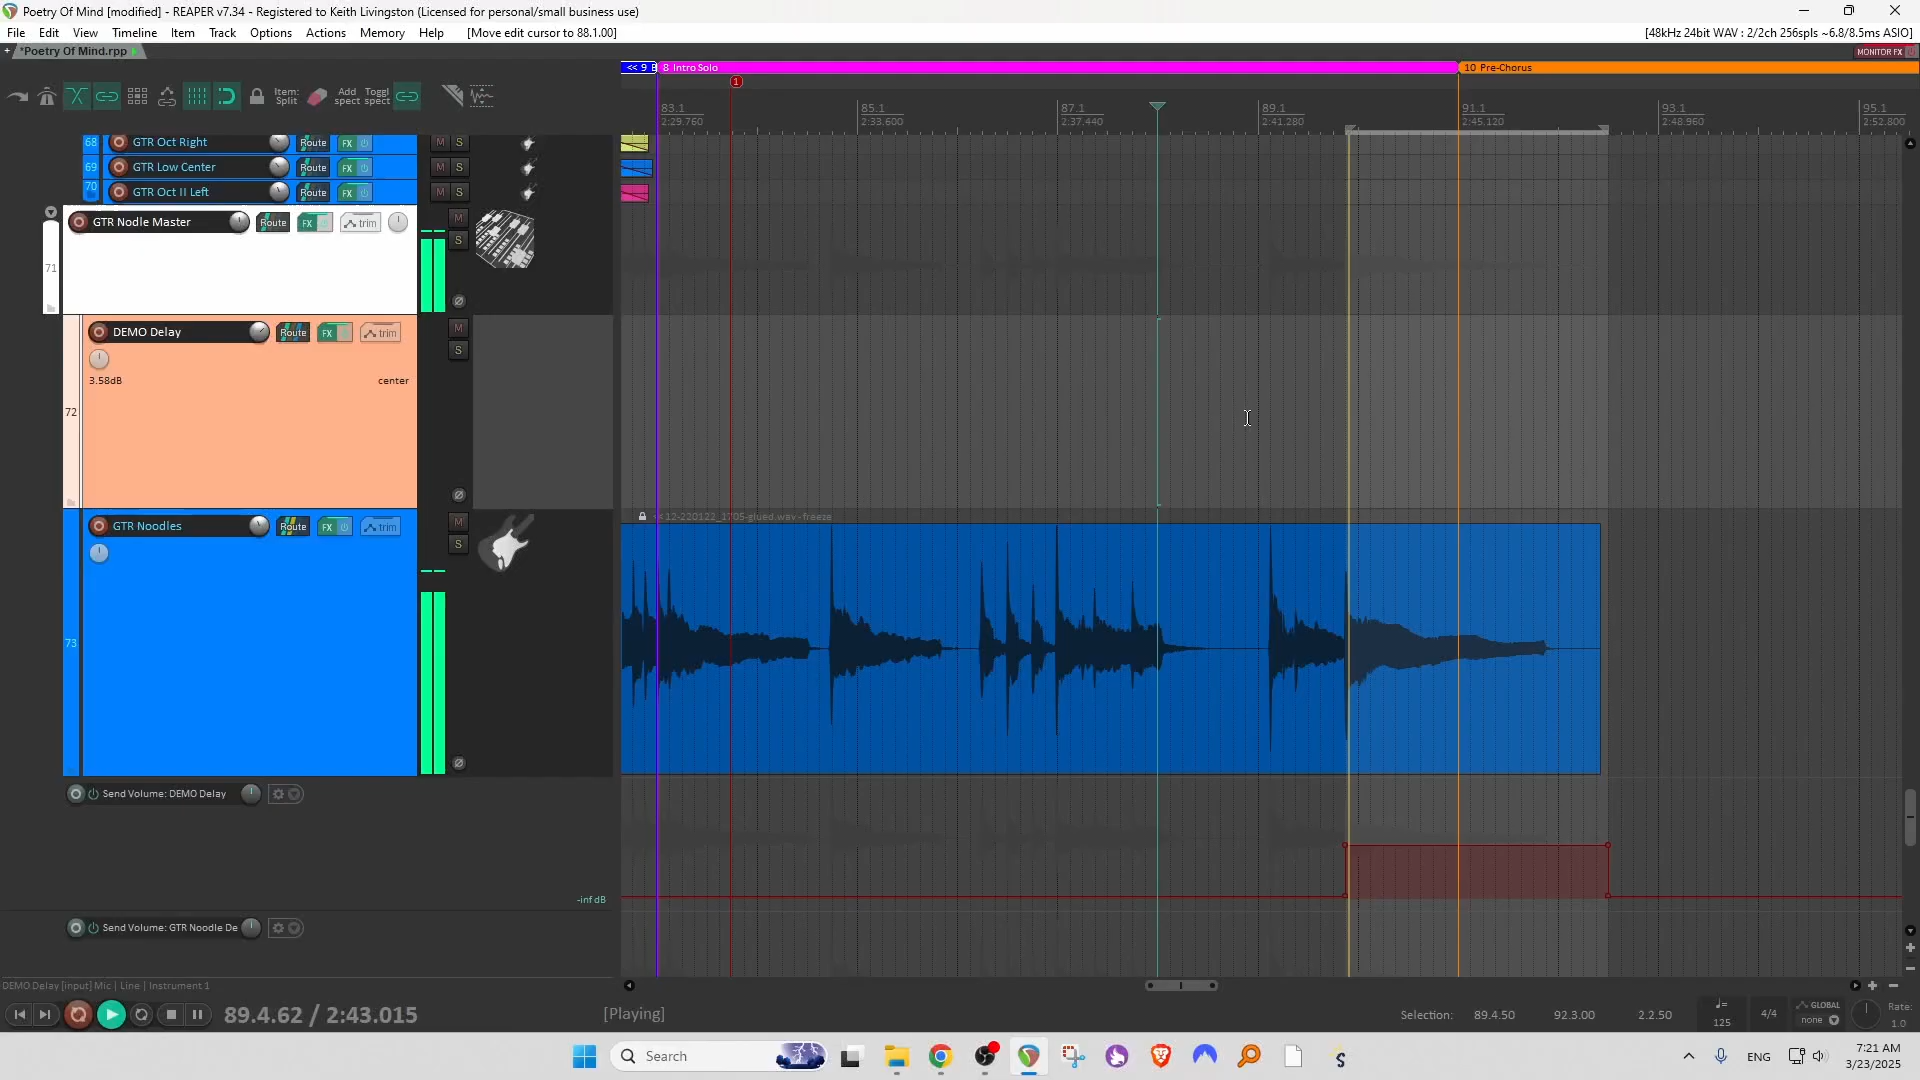 Poetry Of Mind [modified] - REAPER v7.34 - Registered to Keith Livingston (Licensed for personal/small business use)
File Edit View Timeline Item Track Options Actions Memory Help [Move edit cursor to 88.1.00]
[48kHz 24bit WAV : 2/2ch 256spls ~6.8/8.5ms ASIO]
*Poetry Of Mind.rpp
MONITOR FX
<< 9 8 Intro Solo 10 Pre-Chorus
1
Item: Split
Add spect
Toggl spect
83.1 85.1 87.1 89.1 91.1 93.1 95.1
2:29.760 2:33.600 2:37.440 2:41.280 2:45.120 2:48.960 2:52.800
68 GTR Oct Right Route FX M S
69 GTR Low Center Route FX M S
70 GTR Oct II Left Route FX M S
GTR Nodle Master Route FX trim M
S
71
DEMO Delay Route FX trim M
S
3.58dB center
72
GTR Noodles Route FX trim M
S
12-220122_1705-glued.wav -freeze
73
Send Volume: DEMO Delay
-inf dB
Send Volume: GTR Noodle De
DEMO Delay [input] Mic | Line | Instrument 1
89.4.62 / 2:43.015
[Playing]
Selection: 89.4.50 92.3.00 2.2.50
125
4/4
GLOBAL
none
Rate:
1.0
Search
ENG
7:21 AM
3/23/2025